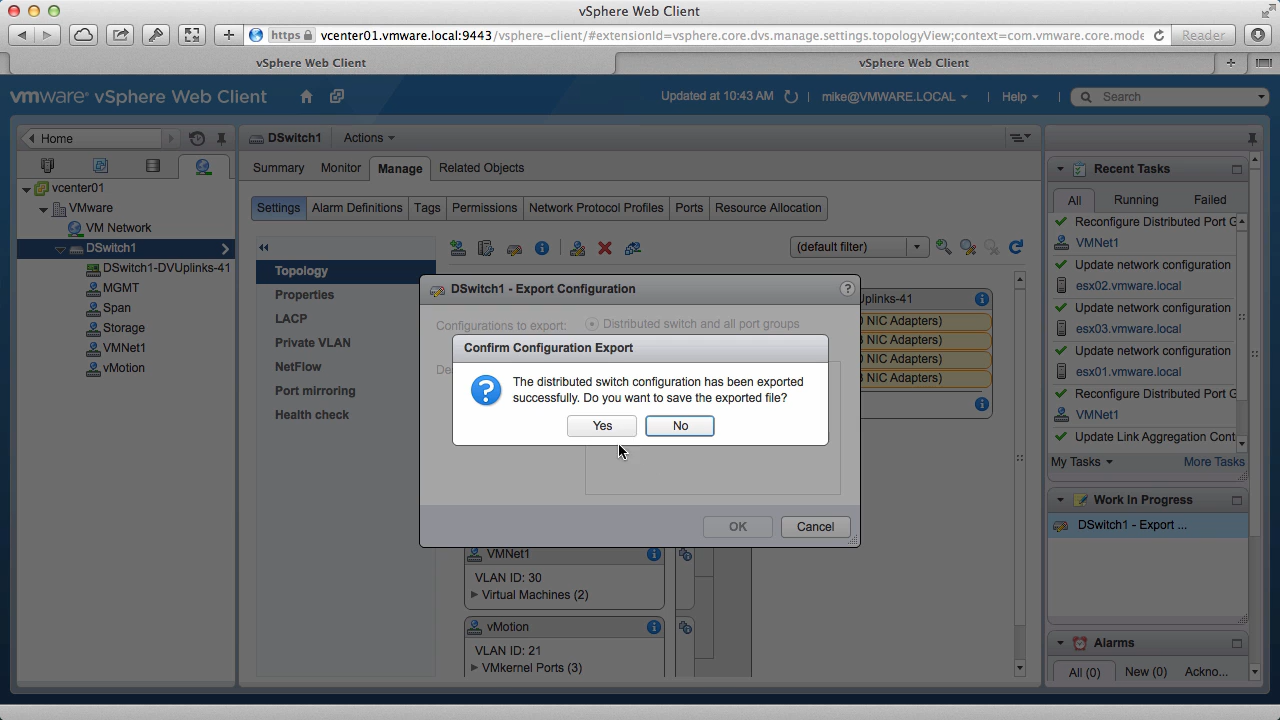 vSphere Web Client
https vcenter01.vmware.local:9443/vsphere-client/#extensionId=vsphere.core.dvs.manage.settings.topologyView;context=com.vmware.core.mode
Reader
vSphere Web Client
vSphere Web Client
vmware vSphere Web Client
Updated at 10:43 AM
mike@VMWARE.LOCAL
Help
Search
Home
vcenter01
VMware
VM Network
DSwitch1
DSwitch1-DVUplinks-41
MGMT
Span
Storage
VMNet1
vMotion
DSwitch1
Actions
Summary
Monitor
Manage
Related Objects
Settings
Alarm Definitions
Tags
Permissions
Network Protocol Profiles
Ports
Resource Allocation
Topology
Properties
LACP
Private VLAN
NetFlow
Port mirroring
Health check
(default filter)
Uplinks-41
NIC Adapters)
NIC Adapters)
NIC Adapters)
NIC Adapters)
DSwitch1 - Export Configuration
Configurations to export:
Distributed switch and all port groups
De
Confirm Configuration Export
The distributed switch configuration has been exported
successfully. Do you want to save the exported file?
Yes
No
OK
Cancel
VMNet1
VLAN ID: 30
Virtual Machines (2)
vMotion
VLAN ID: 21
VMkernel Ports (3)
Recent Tasks
All
Running
Failed
Reconfigure Distributed Port G
VMNet1
Update network configuration
esx02.vmware.local
Update network configuration
esx03.vmware.local
Update network configuration
esx01.vmware.local
Reconfigure Distributed Port G
VMNet1
Update Link Aggregation Cont
My Tasks
More Tasks
Work In Progress
DSwitch1 - Export ...
Alarms
All (0)
New (0)
Ackno...